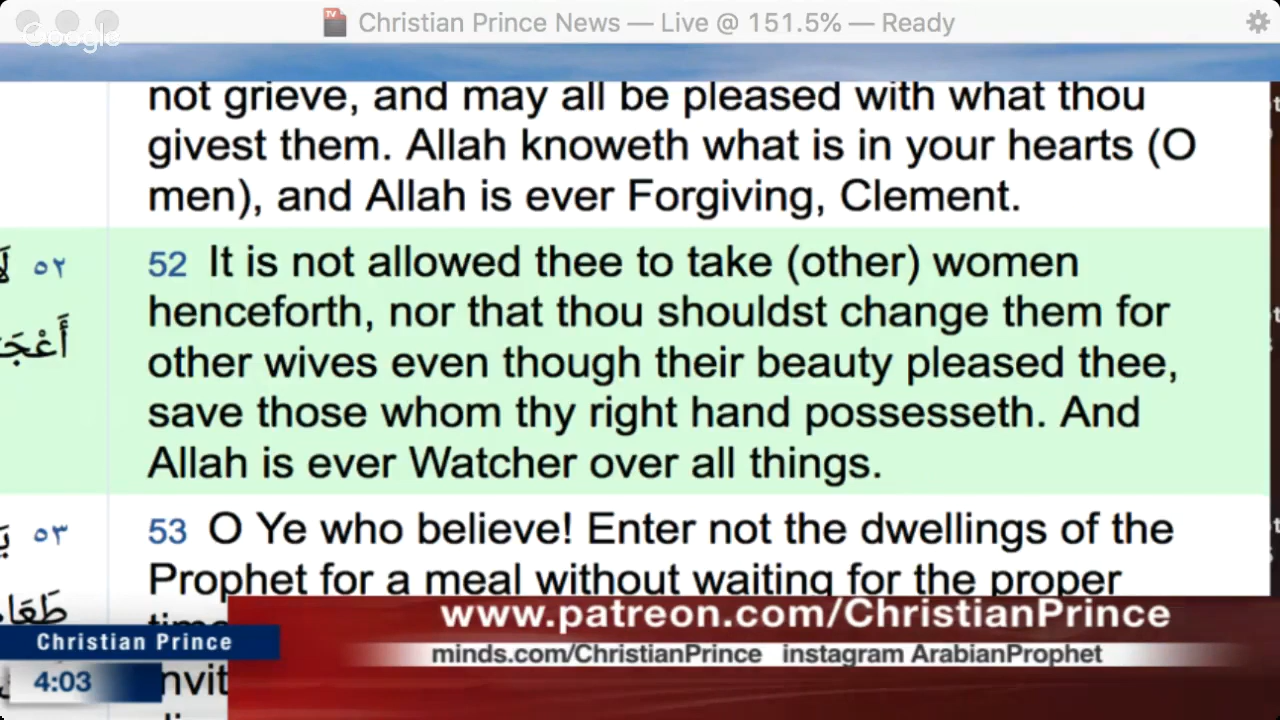 Christian Prince News — Live @ 151.5% — Ready
Google
not grieve, and may all be pleased with what thou
givest them. Allah knoweth what is in your hearts (O
men), and Allah is ever Forgiving, Clement.
٥٢
52 It is not allowed thee to take (other) women
henceforth, nor that thou shouldst change them for
other wives even though their beauty pleased thee,
save those whom thy right hand possesseth. And
Allah is ever Watcher over all things.
٥٣
53 O Ye who believe! Enter not the dwellings of the
Prophet for a meal without waiting for the proper
www.patreon.com/ChristianPrince
Christian Prince
minds.com/ChristianPrince instagram ArabianProphet
4:03